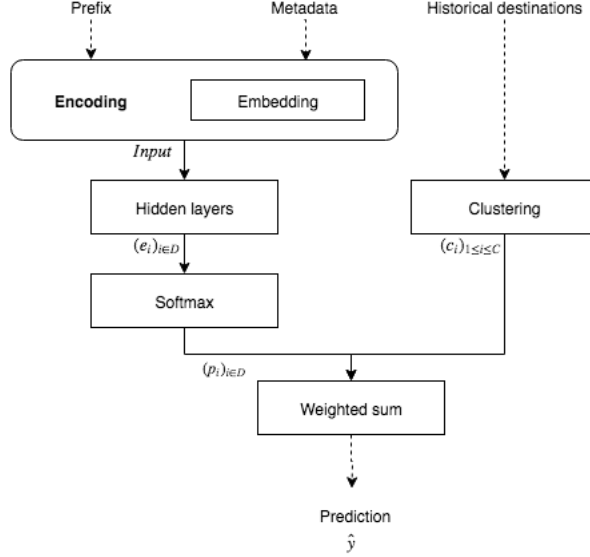 Prefix
Metadata
Historical destinations
Encoding
Embedding
Input
Hidden layers
Clustering
(e_i)_{i∈D}
(c_i)_{1≤i≤C}
Softmax
(p_i)_{i∈D}
Weighted sum
Prediction
ŷ